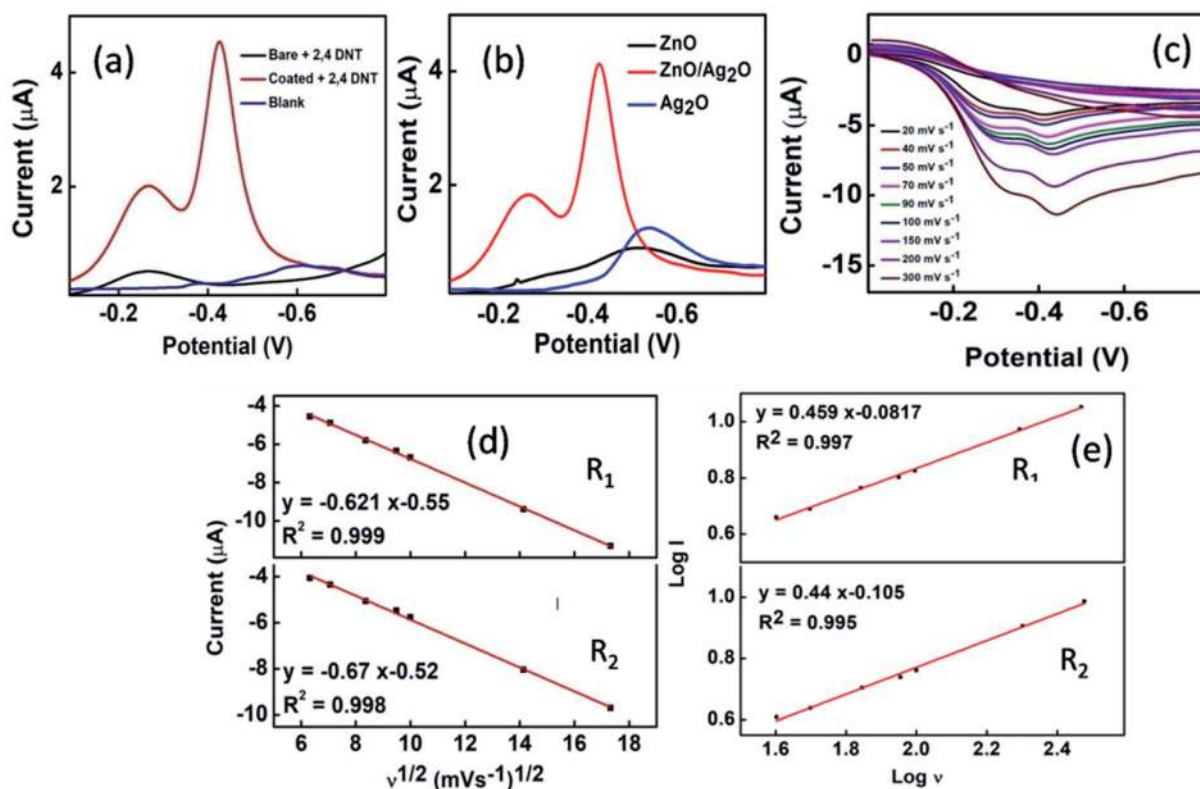 (a)
Bare + 2,4 DNT
Coated + 2,4 DNT
Blank
Current (μA)
4
2
-0.2 -0.4 -0.6
Potential (V)
(b)
ZnO
ZnO/Ag₂O
Ag₂O
Current (μA)
4
2
-0.2 -0.4 -0.6
Potential (V)
(c)
Current (μA)
0
-5
-10
-15
20 mV s⁻¹
40 mV s⁻¹
50 mV s⁻¹
70 mV s⁻¹
90 mV s⁻¹
100 mV s⁻¹
150 mV s⁻¹
200 mV s⁻¹
300 mV s⁻¹
-0.2 -0.4 -0.6
Potential (V)
(d)
-4
-6
-8
-10
R₁
y = -0.621 x-0.55
R² = 0.999
Current (μA)
-4
-6
-8
-10
R₂
y = -0.67 x-0.52
R² = 0.998
6 8 10 12 14 16 18
ν^1/2 (mVs⁻¹)^1/2
y = 0.459 x-0.0817
R² = 0.997
(e)
R₁
1.0
0.8
0.6
Log I
y = 0.44 x-0.105
R² = 0.995
R₂
1.0
0.8
0.6
1.6 2.0 2.4
Log ν